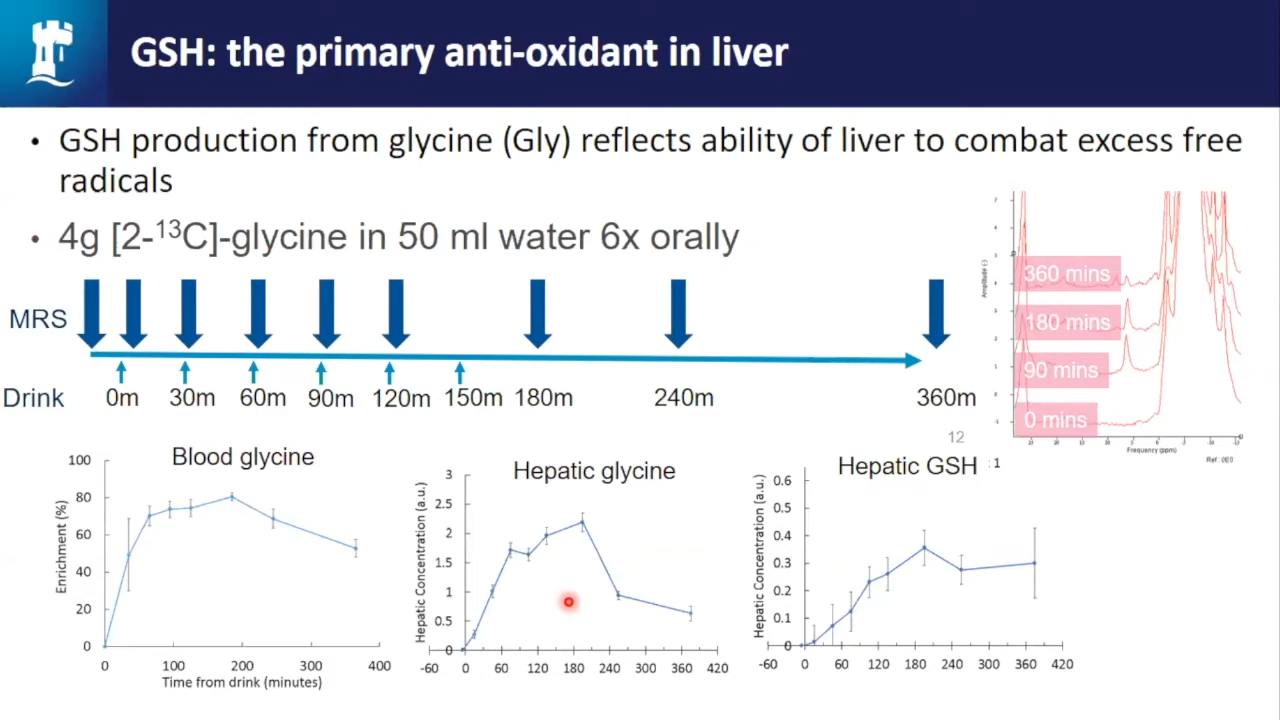 GSH: the primary anti-oxidant in liver
• GSH production from glycine (Gly) reflects ability of liver to combat excess free
radicals
• 4g [2-¹³C]-glycine in 50 ml water 6x orally
MRS
Drink
0m 30m 60m 90m 120m 150m 180m 240m 360m
360 mins
180 mins
90 mins
0 mins
Amplitude (-)
Frequency (ppm)
12
Blood glycine
Enrichment (%)
100
80
60
40
20
0
0 100 200 300 400
Time from drink (minutes)
Hepatic glycine
Hepatic Concentration (a.u.)
3
2.5
2
1.5
1
0.5
0
-60 0 60 120 180 240 300 360 420
Hepatic GSH
: 1
Hepatic Concentration (a.u.)
0.6
0.5
0.4
0.3
0.2
0.1
0
-60 0 60 120 180 240 300 360 420